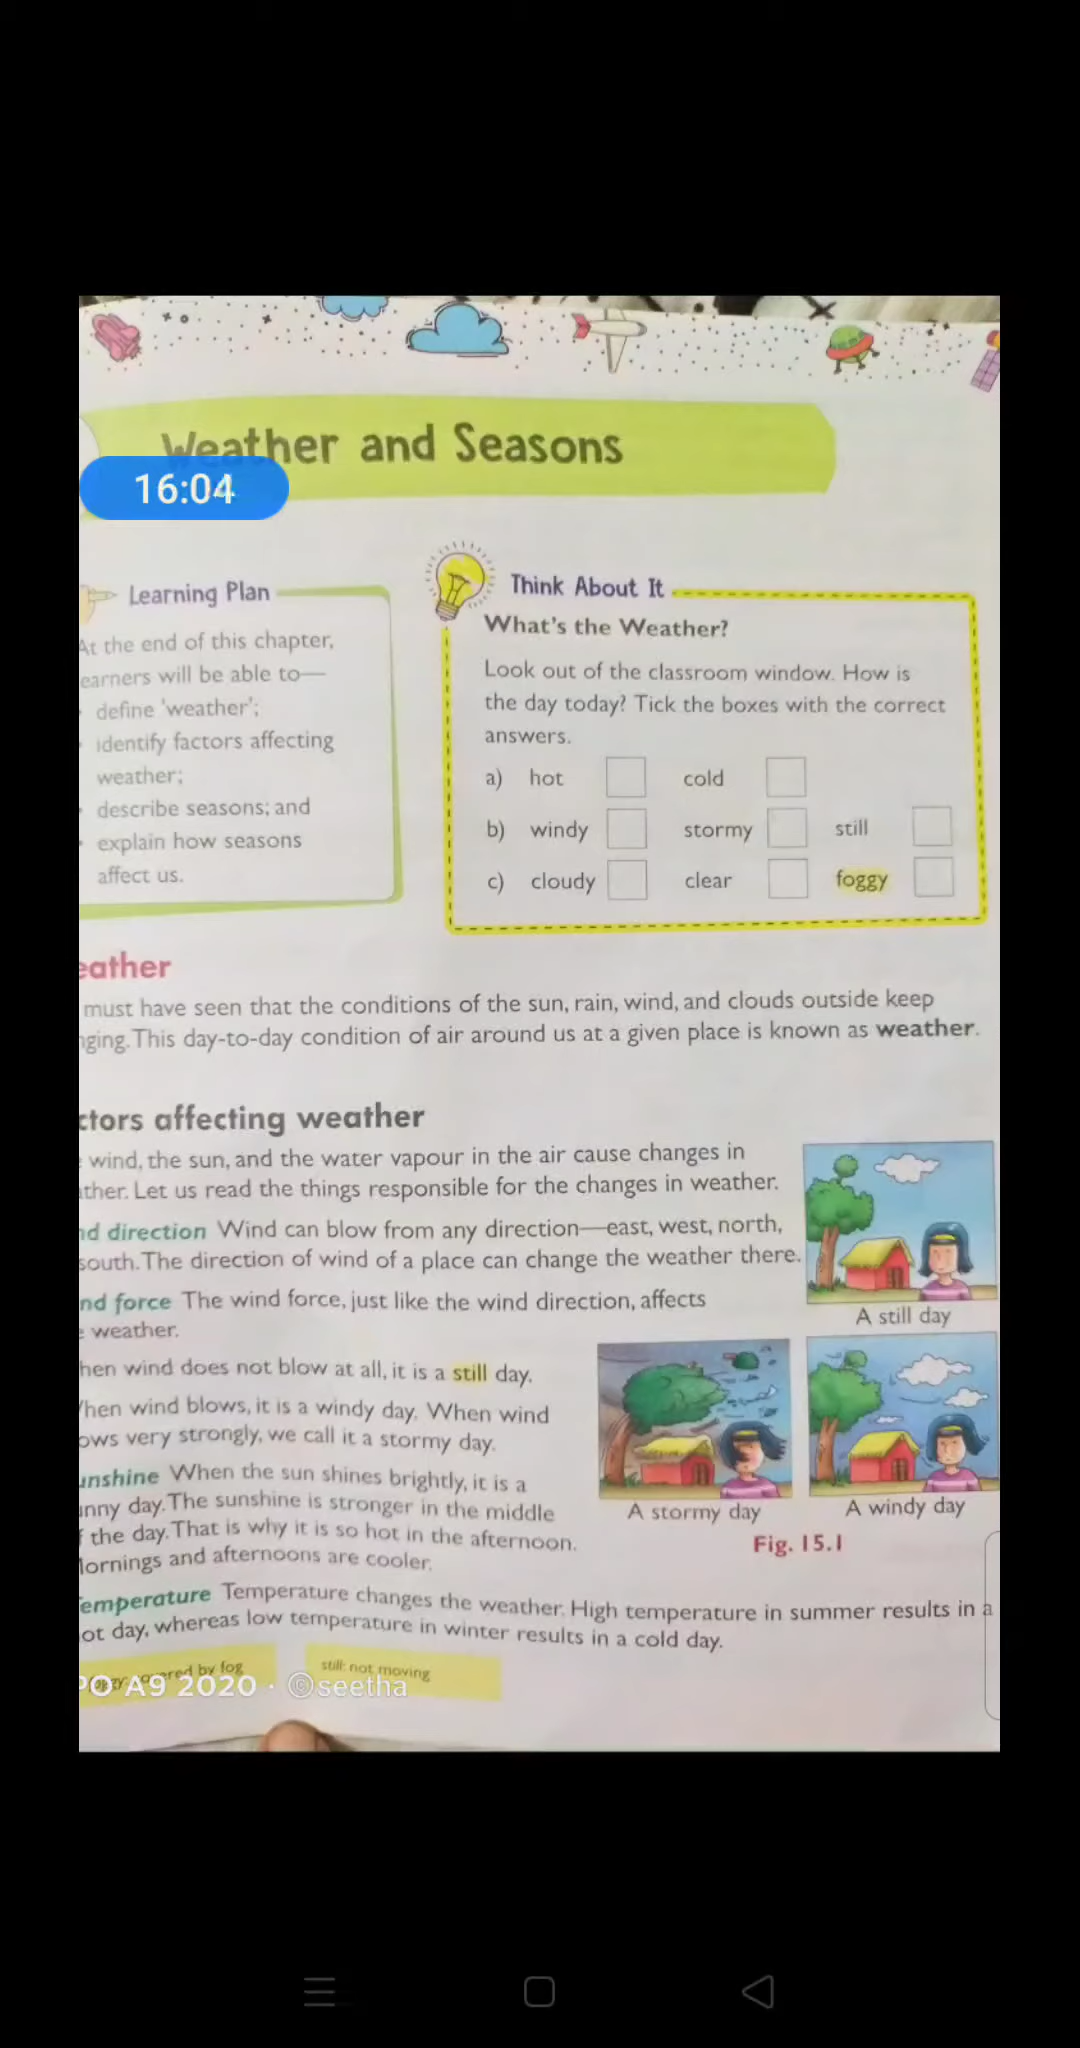 Weather and Seasons
16:04
Learning Plan
At the end of this chapter,
earners will be able to—
define 'weather';
identify factors affecting
weather;
describe seasons; and
explain how seasons
affect us.
Think About It
What's the Weather?
Look out of the classroom window. How is
the day today? Tick the boxes with the correct
answers.
a) hot cold
b) windy stormy still
c) cloudy clear foggy
eather
must have seen that the conditions of the sun, rain, wind, and clouds outside keep
nging. This day-to-day condition of air around us at a given place is known as weather.
ctors affecting weather
wind, the sun, and the water vapour in the air cause changes in
ther. Let us read the things responsible for the changes in weather.
nd direction Wind can blow from any direction—east, west, north,
south. The direction of wind of a place can change the weather there.
nd force The wind force, just like the wind direction, affects
weather.
hen wind does not blow at all, it is a still day.
hen wind blows, it is a windy day. When wind
ows very strongly, we call it a stormy day.
unshine When the sun shines brightly, it is a
nny day. The sunshine is stronger in the middle
f the day. That is why it is so hot in the afternoon.
ornings and afternoons are cooler.
emperature Temperature changes the weather. High temperature in summer results in a
ot day, whereas low temperature in winter results in a cold day.
A still day
A stormy day
A windy day
Fig. 15.1
foggy: covered by fog
still: not moving
PO A9 2020 · ©seetha